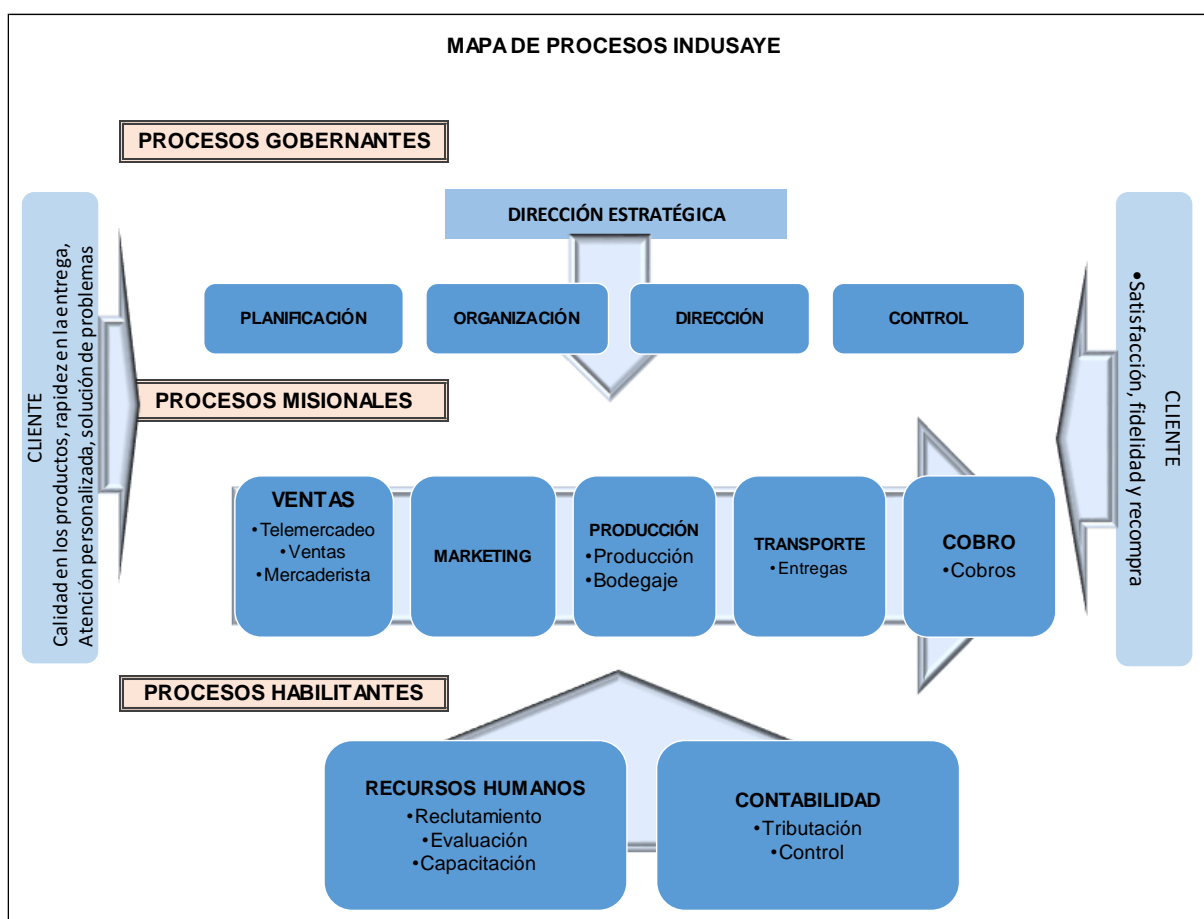 MAPA DE PROCESOS INDUSAYE
PROCESOS GOBERNANTES
DIRECCIÓN ESTRATÉGICA
PLANIFICACIÓN
ORGANIZACIÓN
DIRECCIÓN
CONTROL
CLIENTE
Calidad en los productos, rapidez en la entrega,
Atención personalizada, solución de problemas
PROCESOS MISIONALES
VENTAS
•Telemercadeo
•Ventas
•Mercaderista
MARKETING
PRODUCCIÓN
•Producción
•Bodegaje
TRANSPORTE
•Entregas
COBRO
•Cobros
CLIENTE
•Satisfacción, fidelidad y recompra
PROCESOS HABILITANTES
RECURSOS HUMANOS
•Reclutamiento
•Evaluación
•Capacitación
CONTABILIDAD
•Tributación
•Control